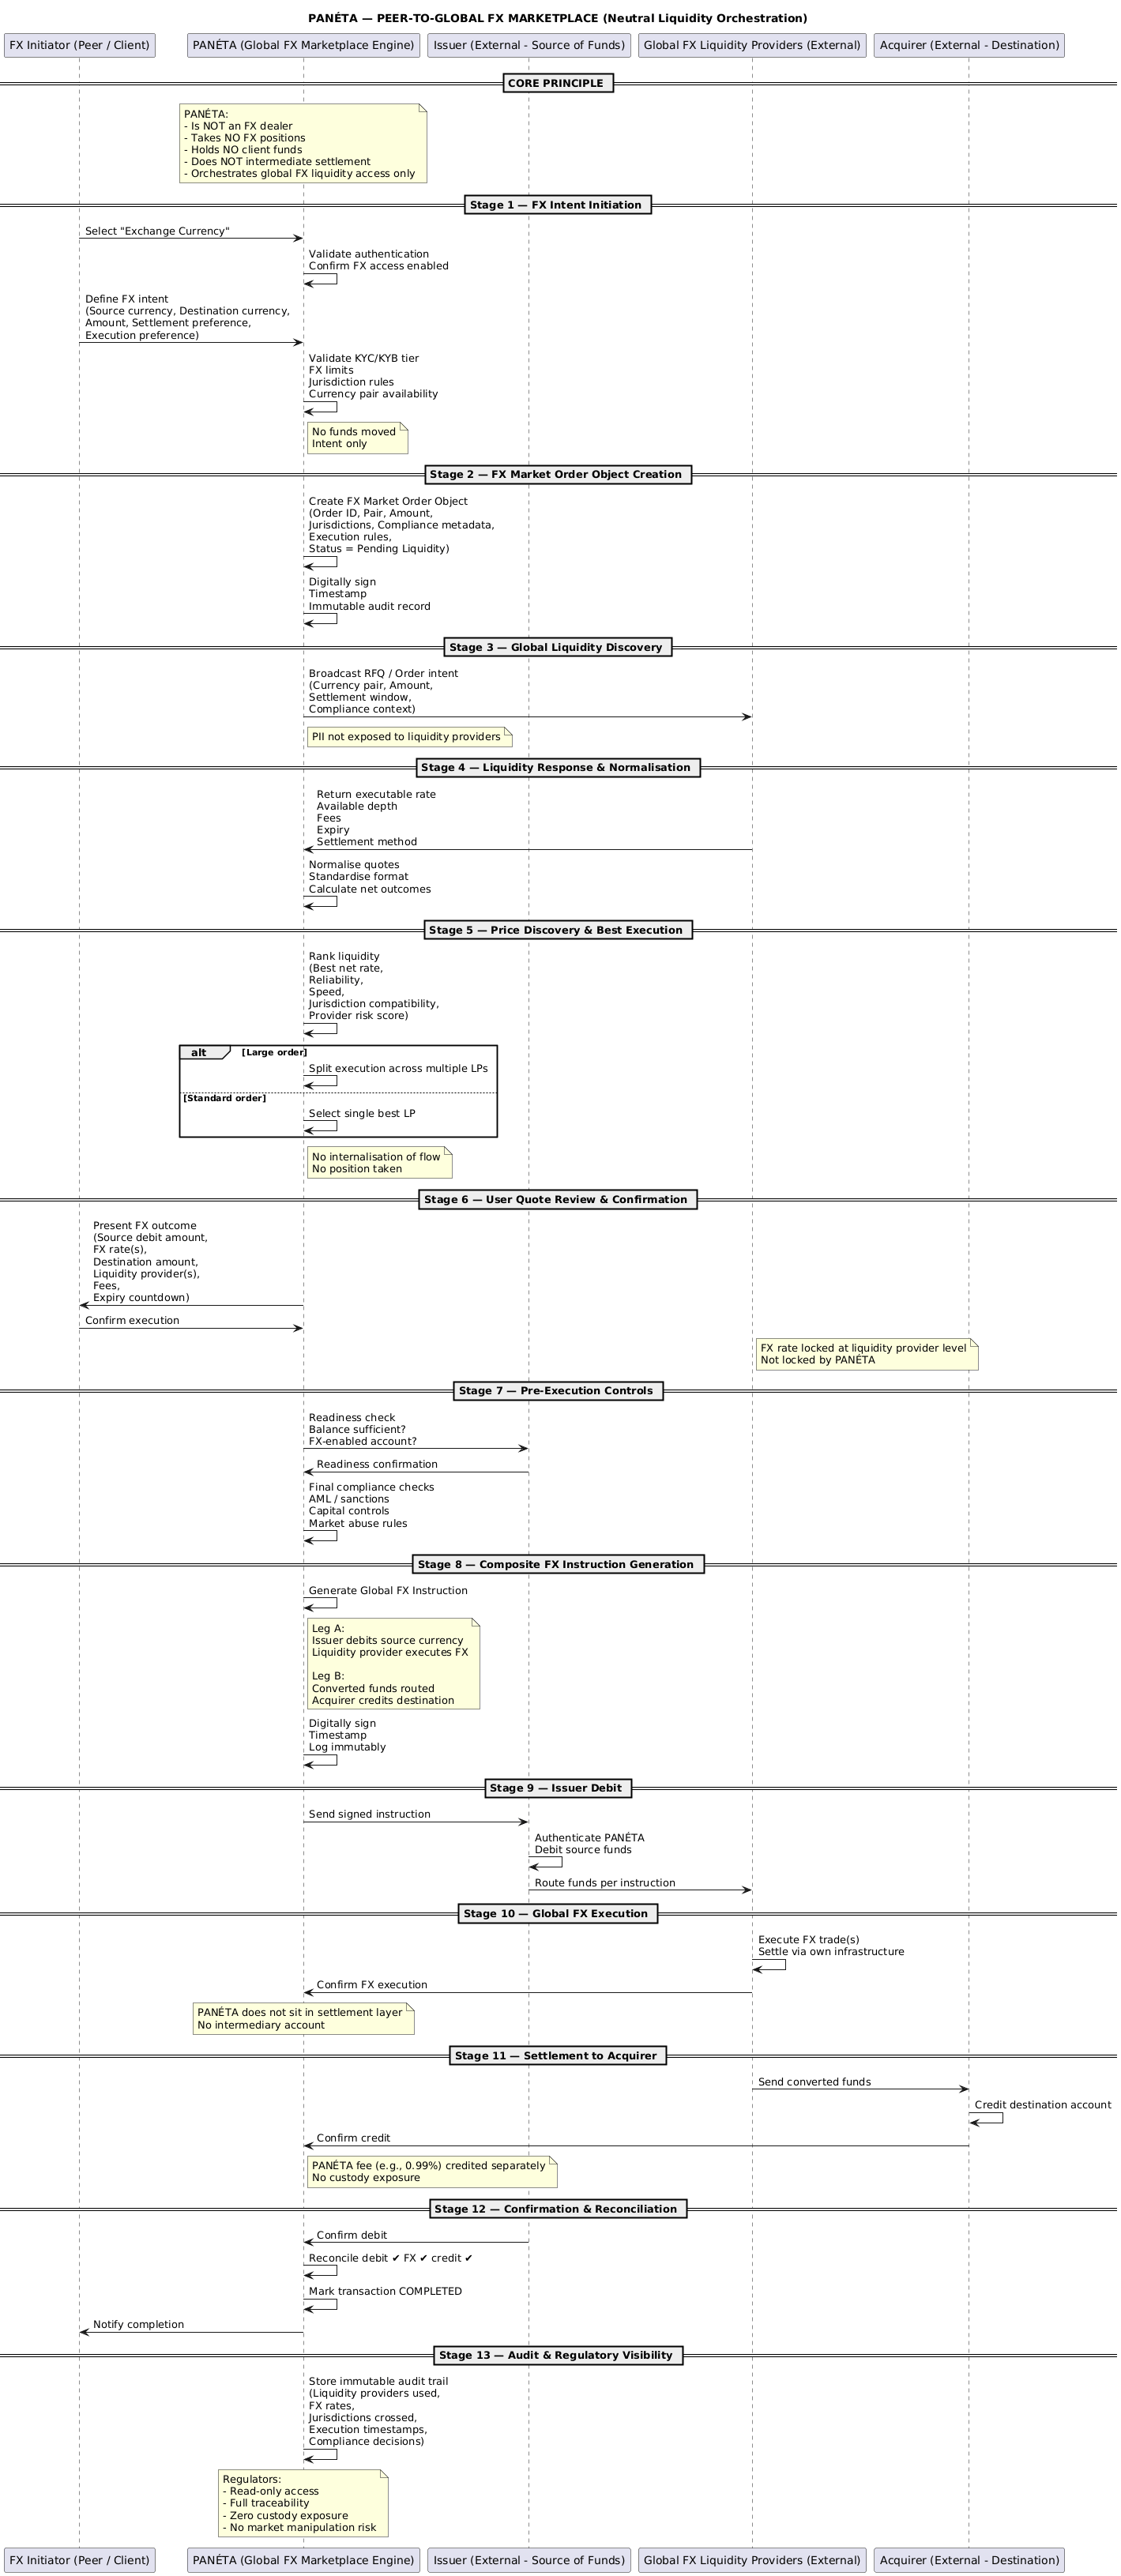 PANÉTA — PEER-TO-GLOBAL FX MARKETPLACE (Neutral Liquidity Orchestration)
FX Initiator (Peer / Client)
PANÉTA (Global FX Marketplace Engine)
Issuer (External - Source of Funds)
Global FX Liquidity Providers (External)
Acquirer (External - Destination)
CORE PRINCIPLE
PANÉTA:
- Is NOT an FX dealer
- Takes NO FX positions
- Holds NO client funds
- Does NOT intermediate settlement
- Orchestrates global FX liquidity access only
Stage 1 — FX Intent Initiation
Select "Exchange Currency"
Validate authentication
Confirm FX access enabled
Define FX intent
(Source currency, Destination currency,
Amount, Settlement preference,
Execution preference)
Validate KYC/KYB tier
FX limits
Jurisdiction rules
Currency pair availability
No funds moved
Intent only
Stage 2 — FX Market Order Object Creation
Create FX Market Order Object
(Order ID, Pair, Amount,
Jurisdictions, Compliance metadata,
Execution rules,
Status = Pending Liquidity)
Digitally sign
Timestamp
Immutable audit record
Stage 3 — Global Liquidity Discovery
Broadcast RFQ / Order intent
(Currency pair, Amount,
Settlement window,
Compliance context)
PII not exposed to liquidity providers
Stage 4 — Liquidity Response & Normalisation
Return executable rate
Available depth
Fees
Expiry
Settlement method
Normalise quotes
Standardise format
Calculate net outcomes
Stage 5 — Price Discovery & Best Execution
Rank liquidity
(Best net rate,
Reliability,
Speed,
Jurisdiction compatibility,
Provider risk score)
alt [Large order]
Split execution across multiple LPs
[Standard order]
Select single best LP
No internalisation of flow
No position taken
Stage 6 — User Quote Review & Confirmation
Present FX outcome
(Source debit amount,
FX rate(s),
Destination amount,
Liquidity provider(s),
Fees,
Expiry countdown)
Confirm execution
FX rate locked at liquidity provider level
Not locked by PANÉTA
Stage 7 — Pre-Execution Controls
Readiness check
Balance sufficient?
FX-enabled account?
Readiness confirmation
Final compliance checks
AML / sanctions
Capital controls
Market abuse rules
Stage 8 — Composite FX Instruction Generation
Generate Global FX Instruction
Leg A:
Issuer debits source currency
Liquidity provider executes FX
Leg B:
Converted funds routed
Acquirer credits destination
Digitally sign
Timestamp
Log immutably
Stage 9 — Issuer Debit
Send signed instruction
Authenticate PANÉTA
Debit source funds
Route funds per instruction
Stage 10 — Global FX Execution
Execute FX trade(s)
Settle via own infrastructure
Confirm FX execution
PANÉTA does not sit in settlement layer
No intermediary account
Stage 11 — Settlement to Acquirer
Send converted funds
Credit destination account
Confirm credit
PANÉTA fee (e.g., 0.99%) credited separately
No custody exposure
Stage 12 — Confirmation & Reconciliation
Confirm debit
Reconcile debit ✔ FX ✔ credit ✔
Mark transaction COMPLETED
Notify completion
Stage 13 — Audit & Regulatory Visibility
Store immutable audit trail
(Liquidity providers used,
FX rates,
Jurisdictions crossed,
Execution timestamps,
Compliance decisions)
Regulators:
- Read-only access
- Full traceability
- Zero custody exposure
- No market manipulation risk
FX Initiator (Peer / Client)
PANÉTA (Global FX Marketplace Engine)
Issuer (External - Source of Funds)
Global FX Liquidity Providers (External)
Acquirer (External - Destination)